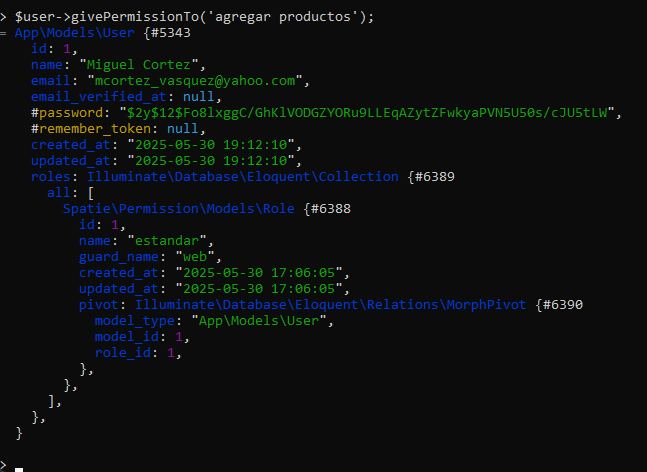 > $user->givePermissionTo('agregar productos');
= App\Models\User {#5343
id: 1,
name: "Miguel Cortez",
email: "mcortez_vasquez@yahoo.com",
email_verified_at: null,
#password: "$2y$12$Fo8lxggC/GhKlVODGZYORu9LLEqAZytZFwkyaPVN5U50s/cJU5tLW",
#remember_token: null,
created_at: "2025-05-30 19:12:10",
updated_at: "2025-05-30 19:12:10",
roles: Illuminate\Database\Eloquent\Collection {#6389
all: [
Spatie\Permission\Models\Role {#6388
id: 1,
name: "estandar",
guard_name: "web",
created_at: "2025-05-30 17:06:05",
updated_at: "2025-05-30 17:06:05",
pivot: Illuminate\Database\Eloquent\Relations\MorphPivot {#6390
model_type: "App\Models\User",
model_id: 1,
role_id: 1,
},
},
],
},
}
>